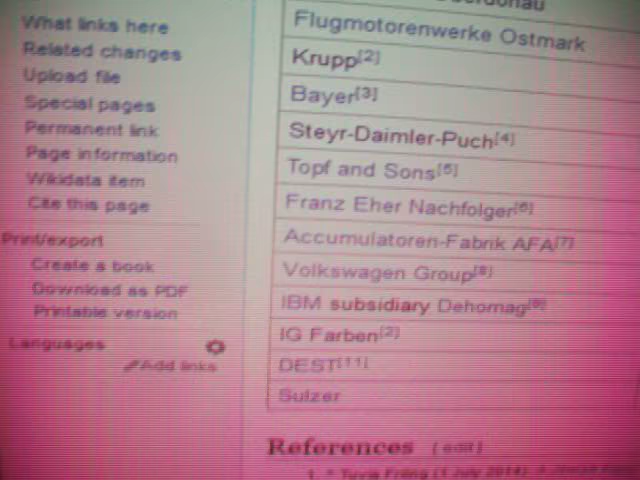 What links here
Related changes
Upload file
Special pages
Permanent link
Page information
Wikidata item
Cite this page
Print/export
Create a book
Download as PDF
Printable version
Languages
Add links
Flugmotorenwerke Ostmark
Krupp[2]
Bayer[3]
Steyr-Daimler-Puch[4]
Topf and Sons[5]
Franz Eher Nachfolger[6]
Accumulatoren-Fabrik AFA[7]
Volkswagen Group[8]
IBM subsidiary Dehomag[9]
IG Farben[2]
DEST[11]
Sulzer
References [edit]